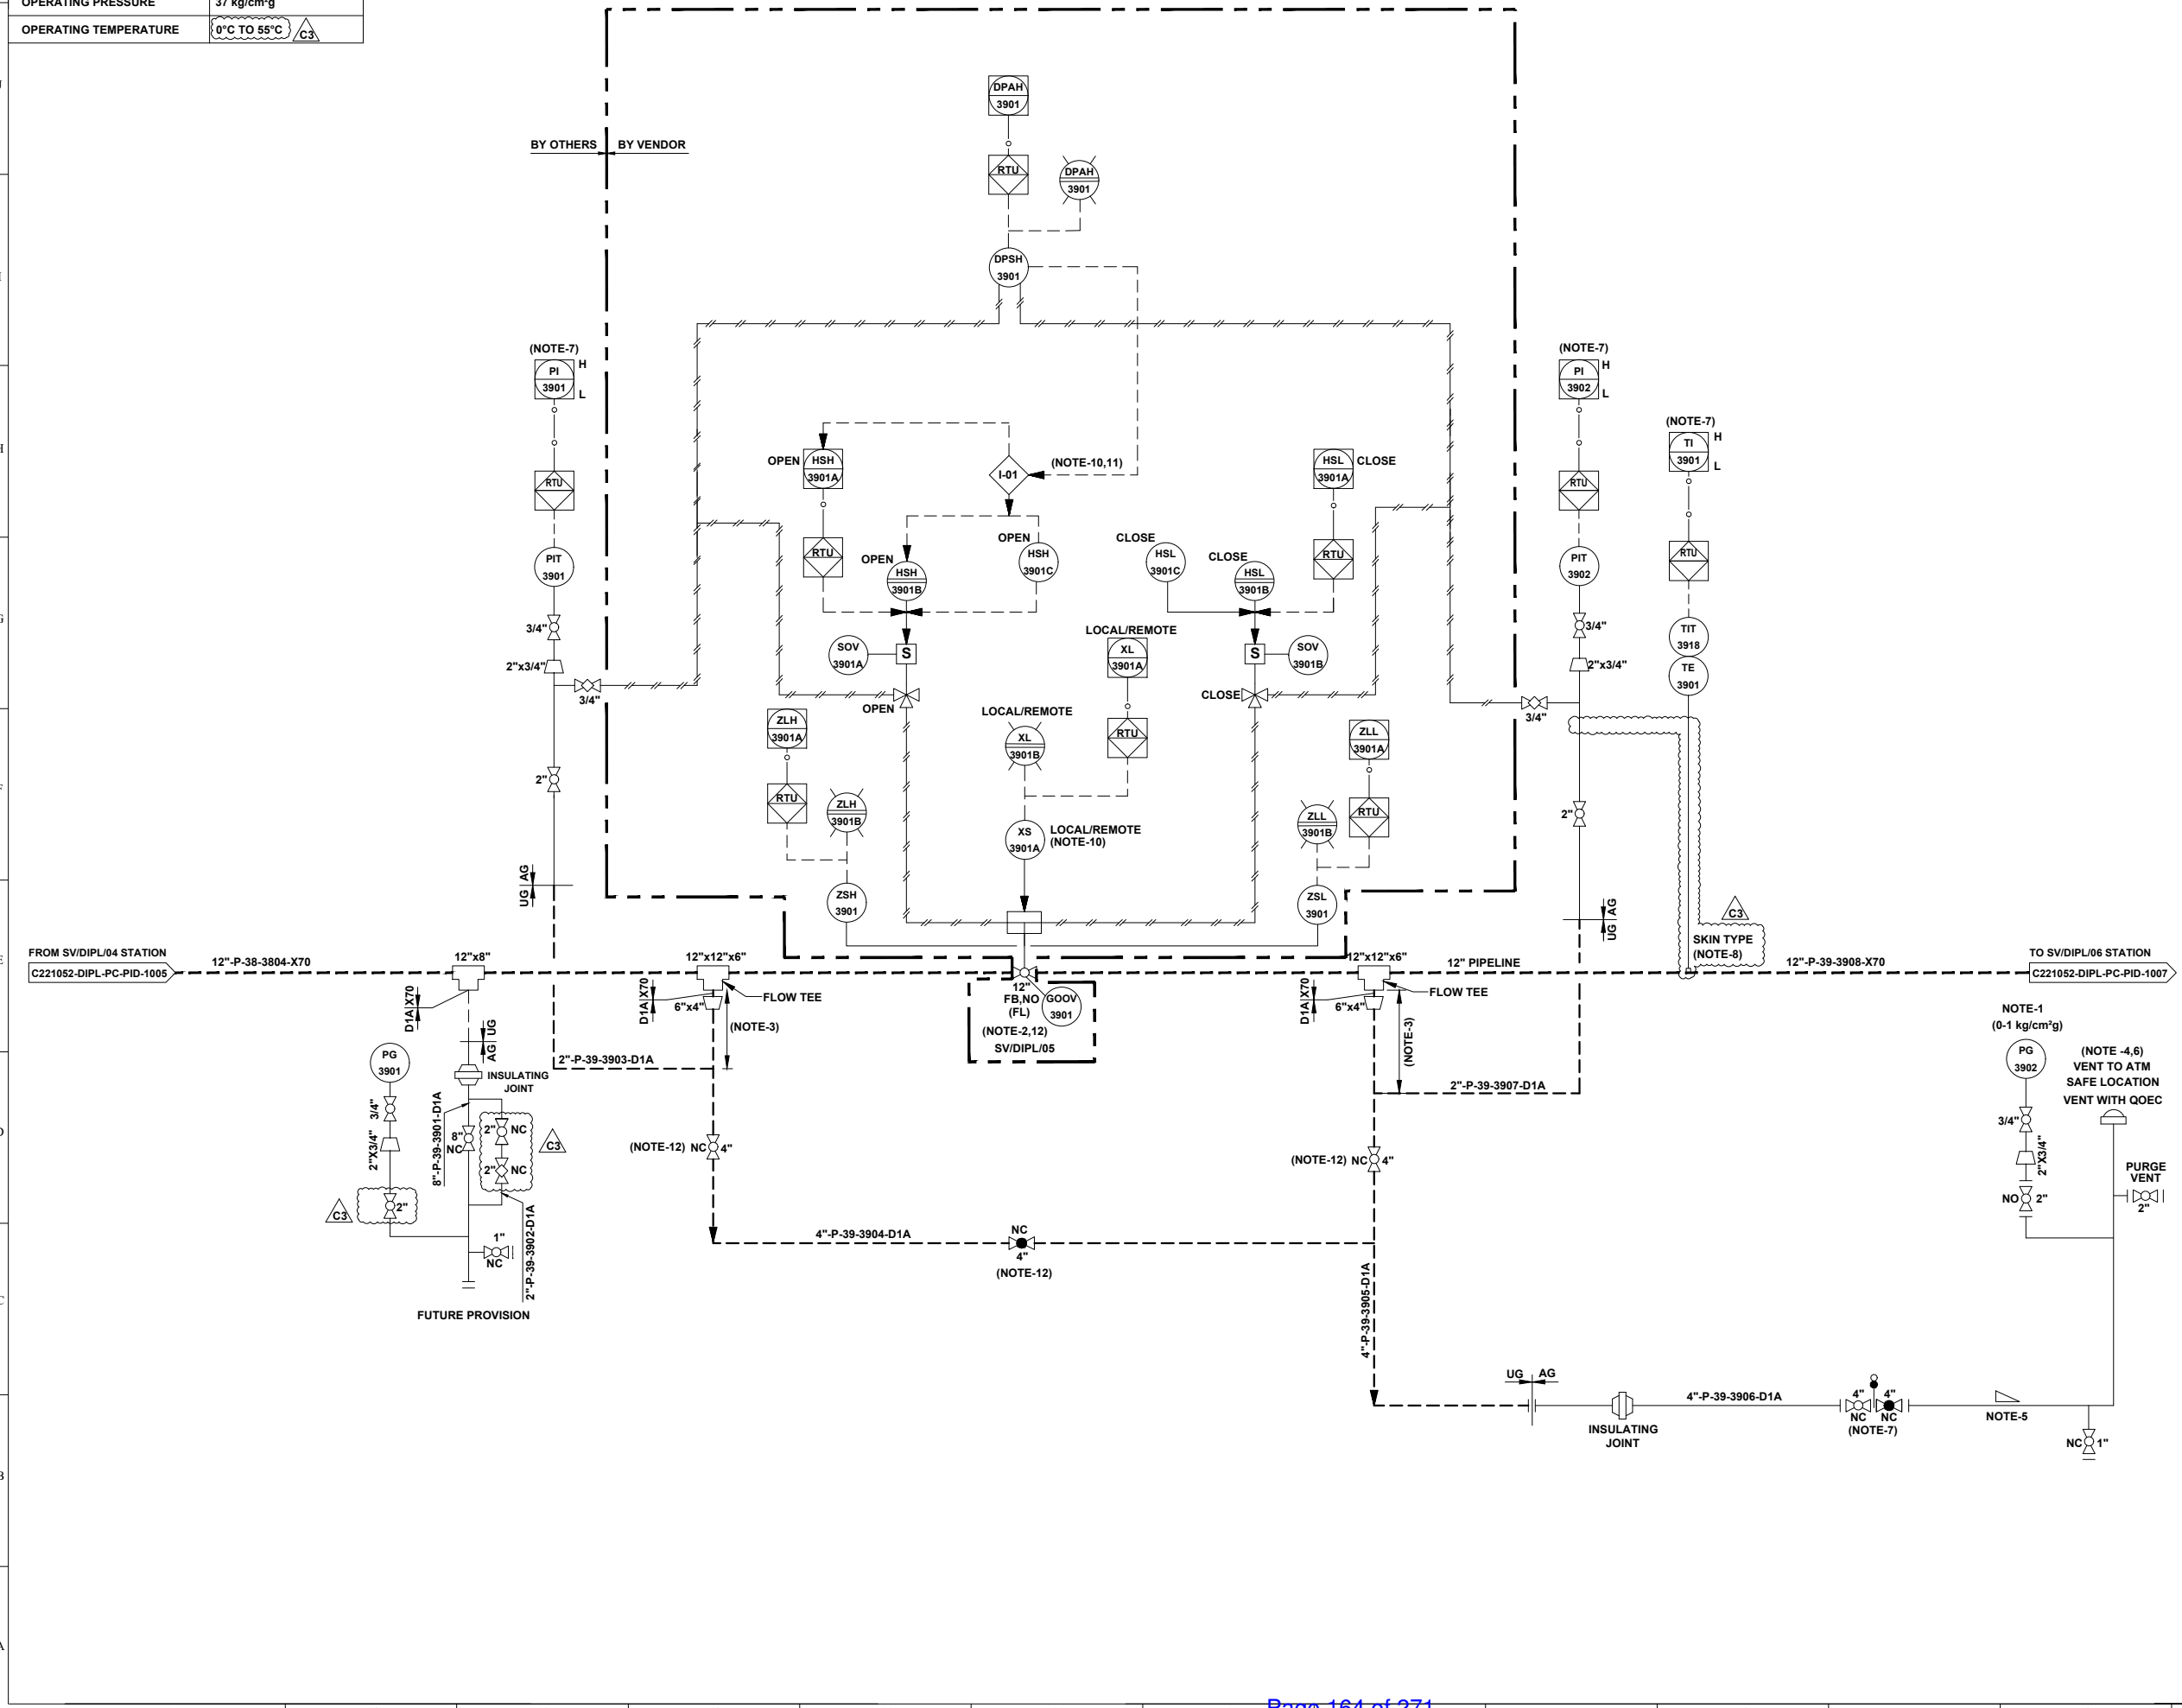 OPERATING PRESSURE 37 kg/cm²g
OPERATING TEMPERATURE 0°C TO 55°C C3
BY OTHERS BY VENDOR
DPAH
3901
RTU
DPAH
3901
DPSH
3901
(NOTE-7)
PI
3901
H
L
RTU
PIT
3901
3/4"
2"x3/4"
3/4"
2"
UG AG
OPEN
HSH
3901A
RTU
I-01
(NOTE-10,11)
OPEN
HSH
3901B
OPEN
HSH
3901C
HSL
3901A
CLOSE
RTU
CLOSE
HSL
3901C
CLOSE
HSL
3901B
SOV
3901A
S
OPEN
S
SOV
3901B
CLOSE
LOCAL/REMOTE
XL
3901A
RTU
LOCAL/REMOTE
XL
3901B
XS
3901A
LOCAL/REMOTE
(NOTE-10)
ZLH
3901A
RTU
ZLH
3901B
ZSH
3901
ZLL
3901A
RTU
ZLL
3901B
ZSL
3901
(NOTE-7)
PI
3902
H
L
RTU
PIT
3902
3/4"
2"x3/4"
3/4"
2"
UG AG
(NOTE-7)
TI
3901
H
L
RTU
TIT
3918
TE
3901
C3
SKIN TYPE
(NOTE-8)
FROM SV/DIPL/04 STATION
C221052-DIPL-PC-PID-1005
12"-P-38-3804-X70
12"x8"
12"x12"x6"
12"x12"x6"
12" PIPELINE
12"-P-39-3908-X70
TO SV/DIPL/06 STATION
C221052-DIPL-PC-PID-1007
D1A X70
AG UG
INSULATING
JOINT
D1A X70
6"x4"
FLOW TEE
(NOTE-3)
2"-P-39-3903-D1A
12"
FB,NO
(FL)
GOOV
3901
(NOTE-2,12)
SV/DIPL/05
D1A X70
6"x4"
FLOW TEE
(NOTE-3)
2"-P-39-3907-D1A
PG
3901
3/4"
2"X3/4"
C3
2"
8"-P-39-3901-D1A
8"
NC
2" NC
2" NC
C3
1"
NC
2"-P-39-3902-D1A
FUTURE PROVISION
(NOTE-12) NC 4"
4"-P-39-3904-D1A
NC
4"
(NOTE-12)
(NOTE-12) NC 4"
4"-P-39-3905-D1A
UG AG
INSULATING
JOINT
4"-P-39-3906-D1A
4" 4"
NC NC
(NOTE-7)
NOTE-5
NC 1"
NOTE-1
(0-1 kg/cm²g)
PG
3902
3/4"
2"X3/4"
NO 2"
(NOTE -4,6)
VENT TO ATM
SAFE LOCATION
VENT WITH QOEC
PURGE
VENT
2"